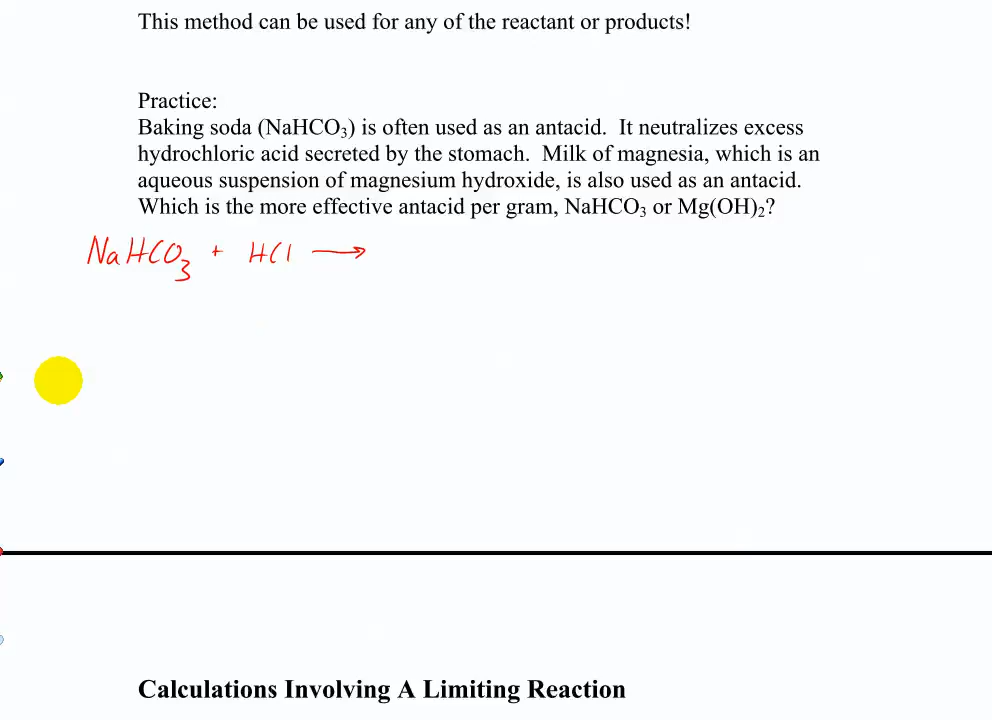 This method can be used for any of the reactant or products!
Practice:
Baking soda (NaHCO₃) is often used as an antacid.  It neutralizes excess
hydrochloric acid secreted by the stomach.  Milk of magnesia, which is an
aqueous suspension of magnesium hydroxide, is also used as an antacid.
Which is the more effective antacid per gram, NaHCO₃ or Mg(OH)₂?
NaHCO₃ + HCl ⟶
Calculations Involving A Limiting Reaction